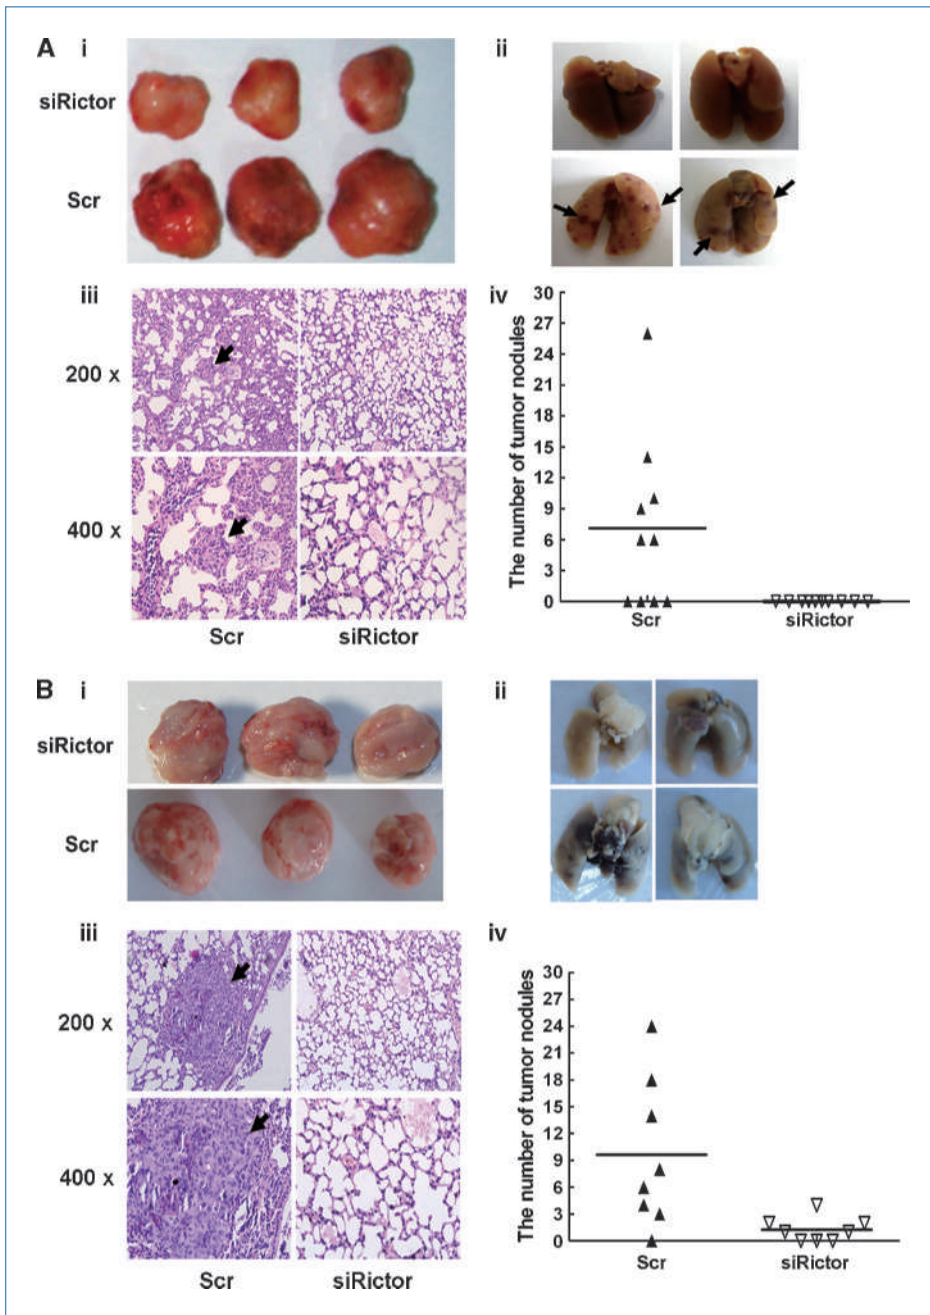 A i
siRictor
Scr
ii
iii
200 x
400 x
Scr siRictor
iv
The number of tumor nodules
30
27
24
21
18
15
12
9
6
3
0
Scr siRictor
B i
siRictor
Scr
ii
iii
200 x
400 x
Scr siRictor
iv
The number of tumor nodules
30
27
24
21
18
15
12
9
6
3
0
Scr siRictor